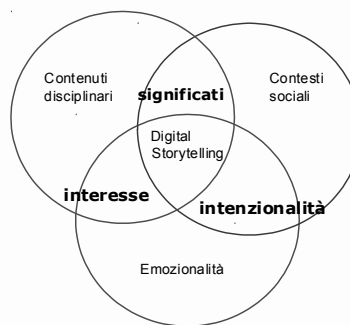 Contenuti
disciplinari
significati
Contesti
sociali
Digital
Storytelling
interesse
intenzionalità
Emozionalità